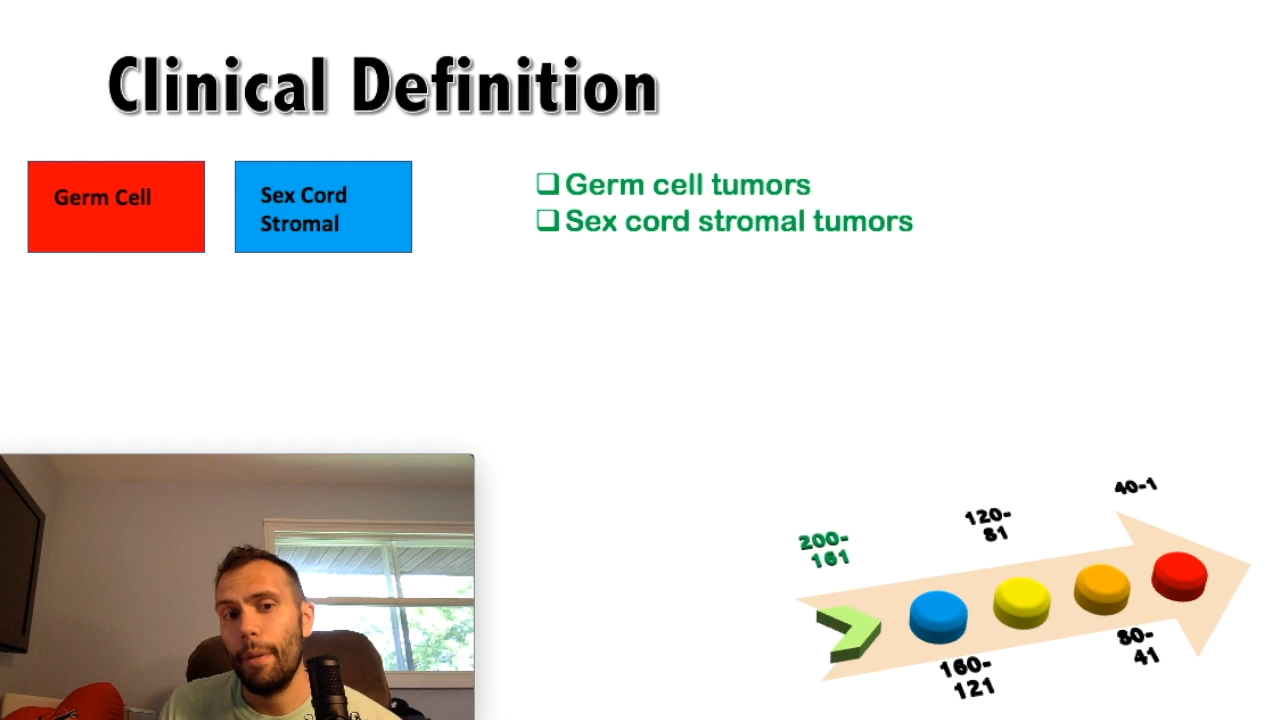 Clinical Definition
Germ Cell
Sex Cord
Stromal
❑ Germ cell tumors
❑ Sex cord stromal tumors
40-1
120-
81
200-
161
80-
41
160-
121